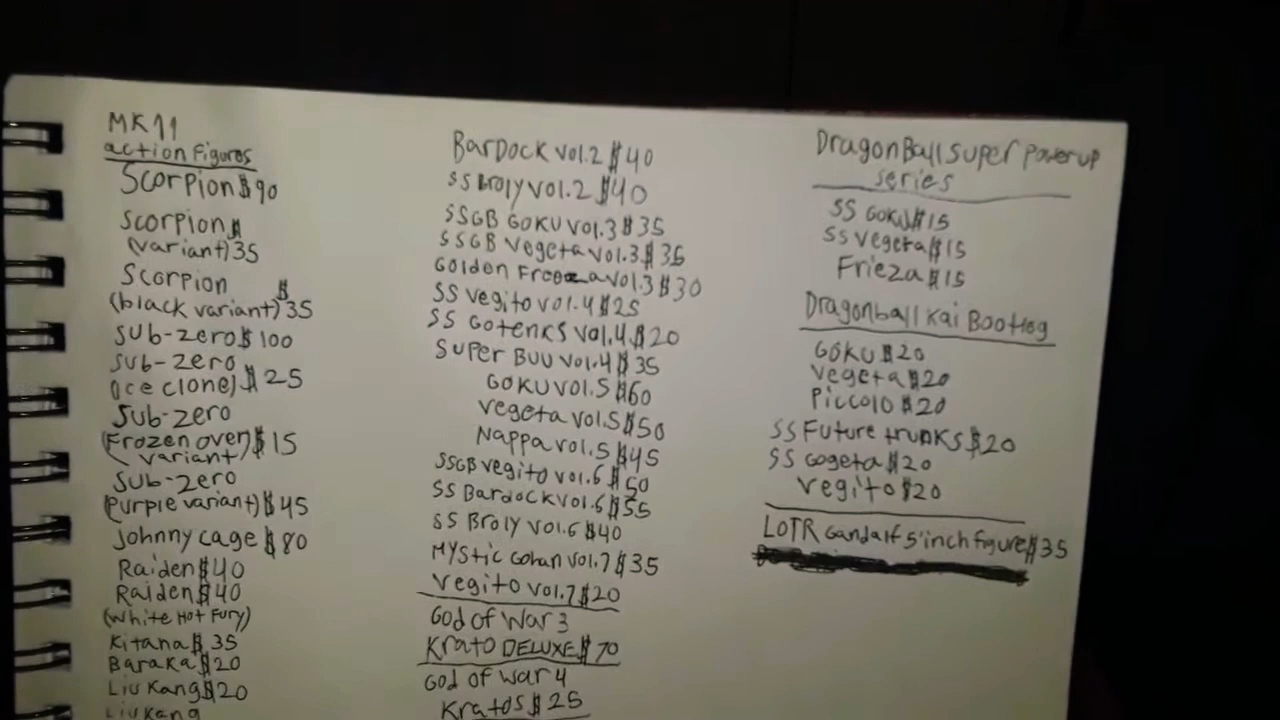 MK11
action Figures
Scorpion $90
Scorpion $
(variant) 35
Scorpion $
(black variant) 35
Sub-zero $100
Sub-zero
(ice clone) $25
Sub-zero
(Frozen over $15
variant)
Sub-zero
(Purple variant) $45
Johnny cage $80
Raiden $40
Raiden $40
(White Hot Fury)
Kitana $35
Baraka $20
Liu Kang $20
Liu Kang
BarDock vol.2 $40
SS Broly vol.2 $40
SSGB GOKU vol.3 $35
SSGB Vegeta vol.3 $35
Golden Freeza vol.3 $30
SS Vegito vol.4 $25
SS Gotenks vol.4 $20
Super Buu vol.4 $35
GOKU vol.5 $60
Vegeta vol.5 $50
Nappa vol.5 $45
SSGB Vegito vol.6 $50
SS Bardock vol.6 $55
SS Broly vol.6 $40
Mystic Gohan vol.7 $35
Vegito vol.7 $20
God of War 3
Krato DELUXE $70
God of War 4
Kratos $25
DragonBall Super Power up
series
SS Goku $15
SS Vegeta $15
Frieza $15
Dragonball Kai Bootleg
GOKU $20
Vegeta $20
Piccolo $20
SS Future trunks $20
SS Gogeta $20
Vegito $20
LOTR Gandalf 5'inch figure $35